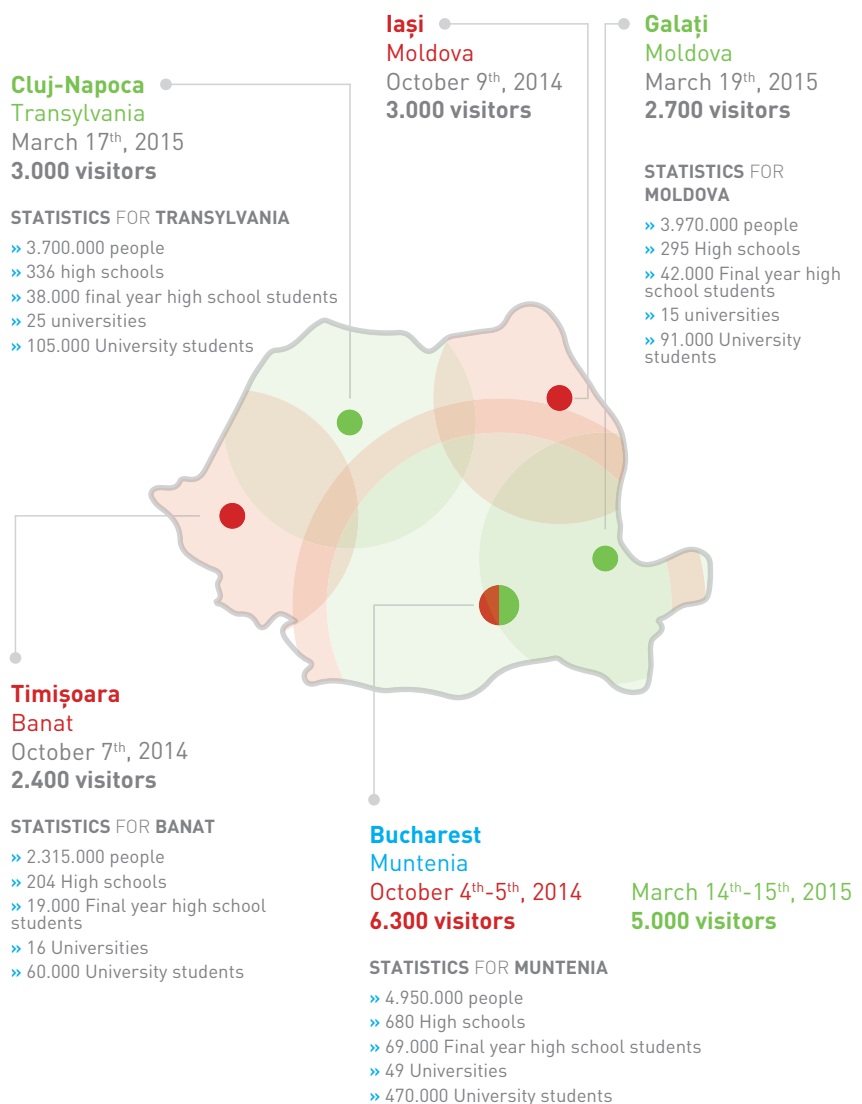 Iași
Moldova
October 9th, 2014
3.000 visitors
Galați
Moldova
March 19th, 2015
2.700 visitors
STATISTICS FOR
MOLDOVA
» 3.970.000 people
» 295 High schools
» 42.000 Final year high
school students
» 15 universities
» 91.000 University
students
Cluj-Napoca
Transylvania
March 17th, 2015
3.000 visitors
STATISTICS FOR TRANSYLVANIA
» 3.700.000 people
» 336 high schools
» 38.000 final year high school students
» 25 universities
» 105.000 University students
Timișoara
Banat
October 7th, 2014
2.400 visitors
STATISTICS FOR BANAT
» 2.315.000 people
» 204 High schools
» 19.000 Final year high school
students
» 16 Universities
» 60.000 University students
Bucharest
Muntenia
October 4th-5th, 2014
6.300 visitors
March 14th-15th, 2015
5.000 visitors
STATISTICS FOR MUNTENIA
» 4.950.000 people
» 680 High schools
» 69.000 Final year high school students
» 49 Universities
» 470.000 University students